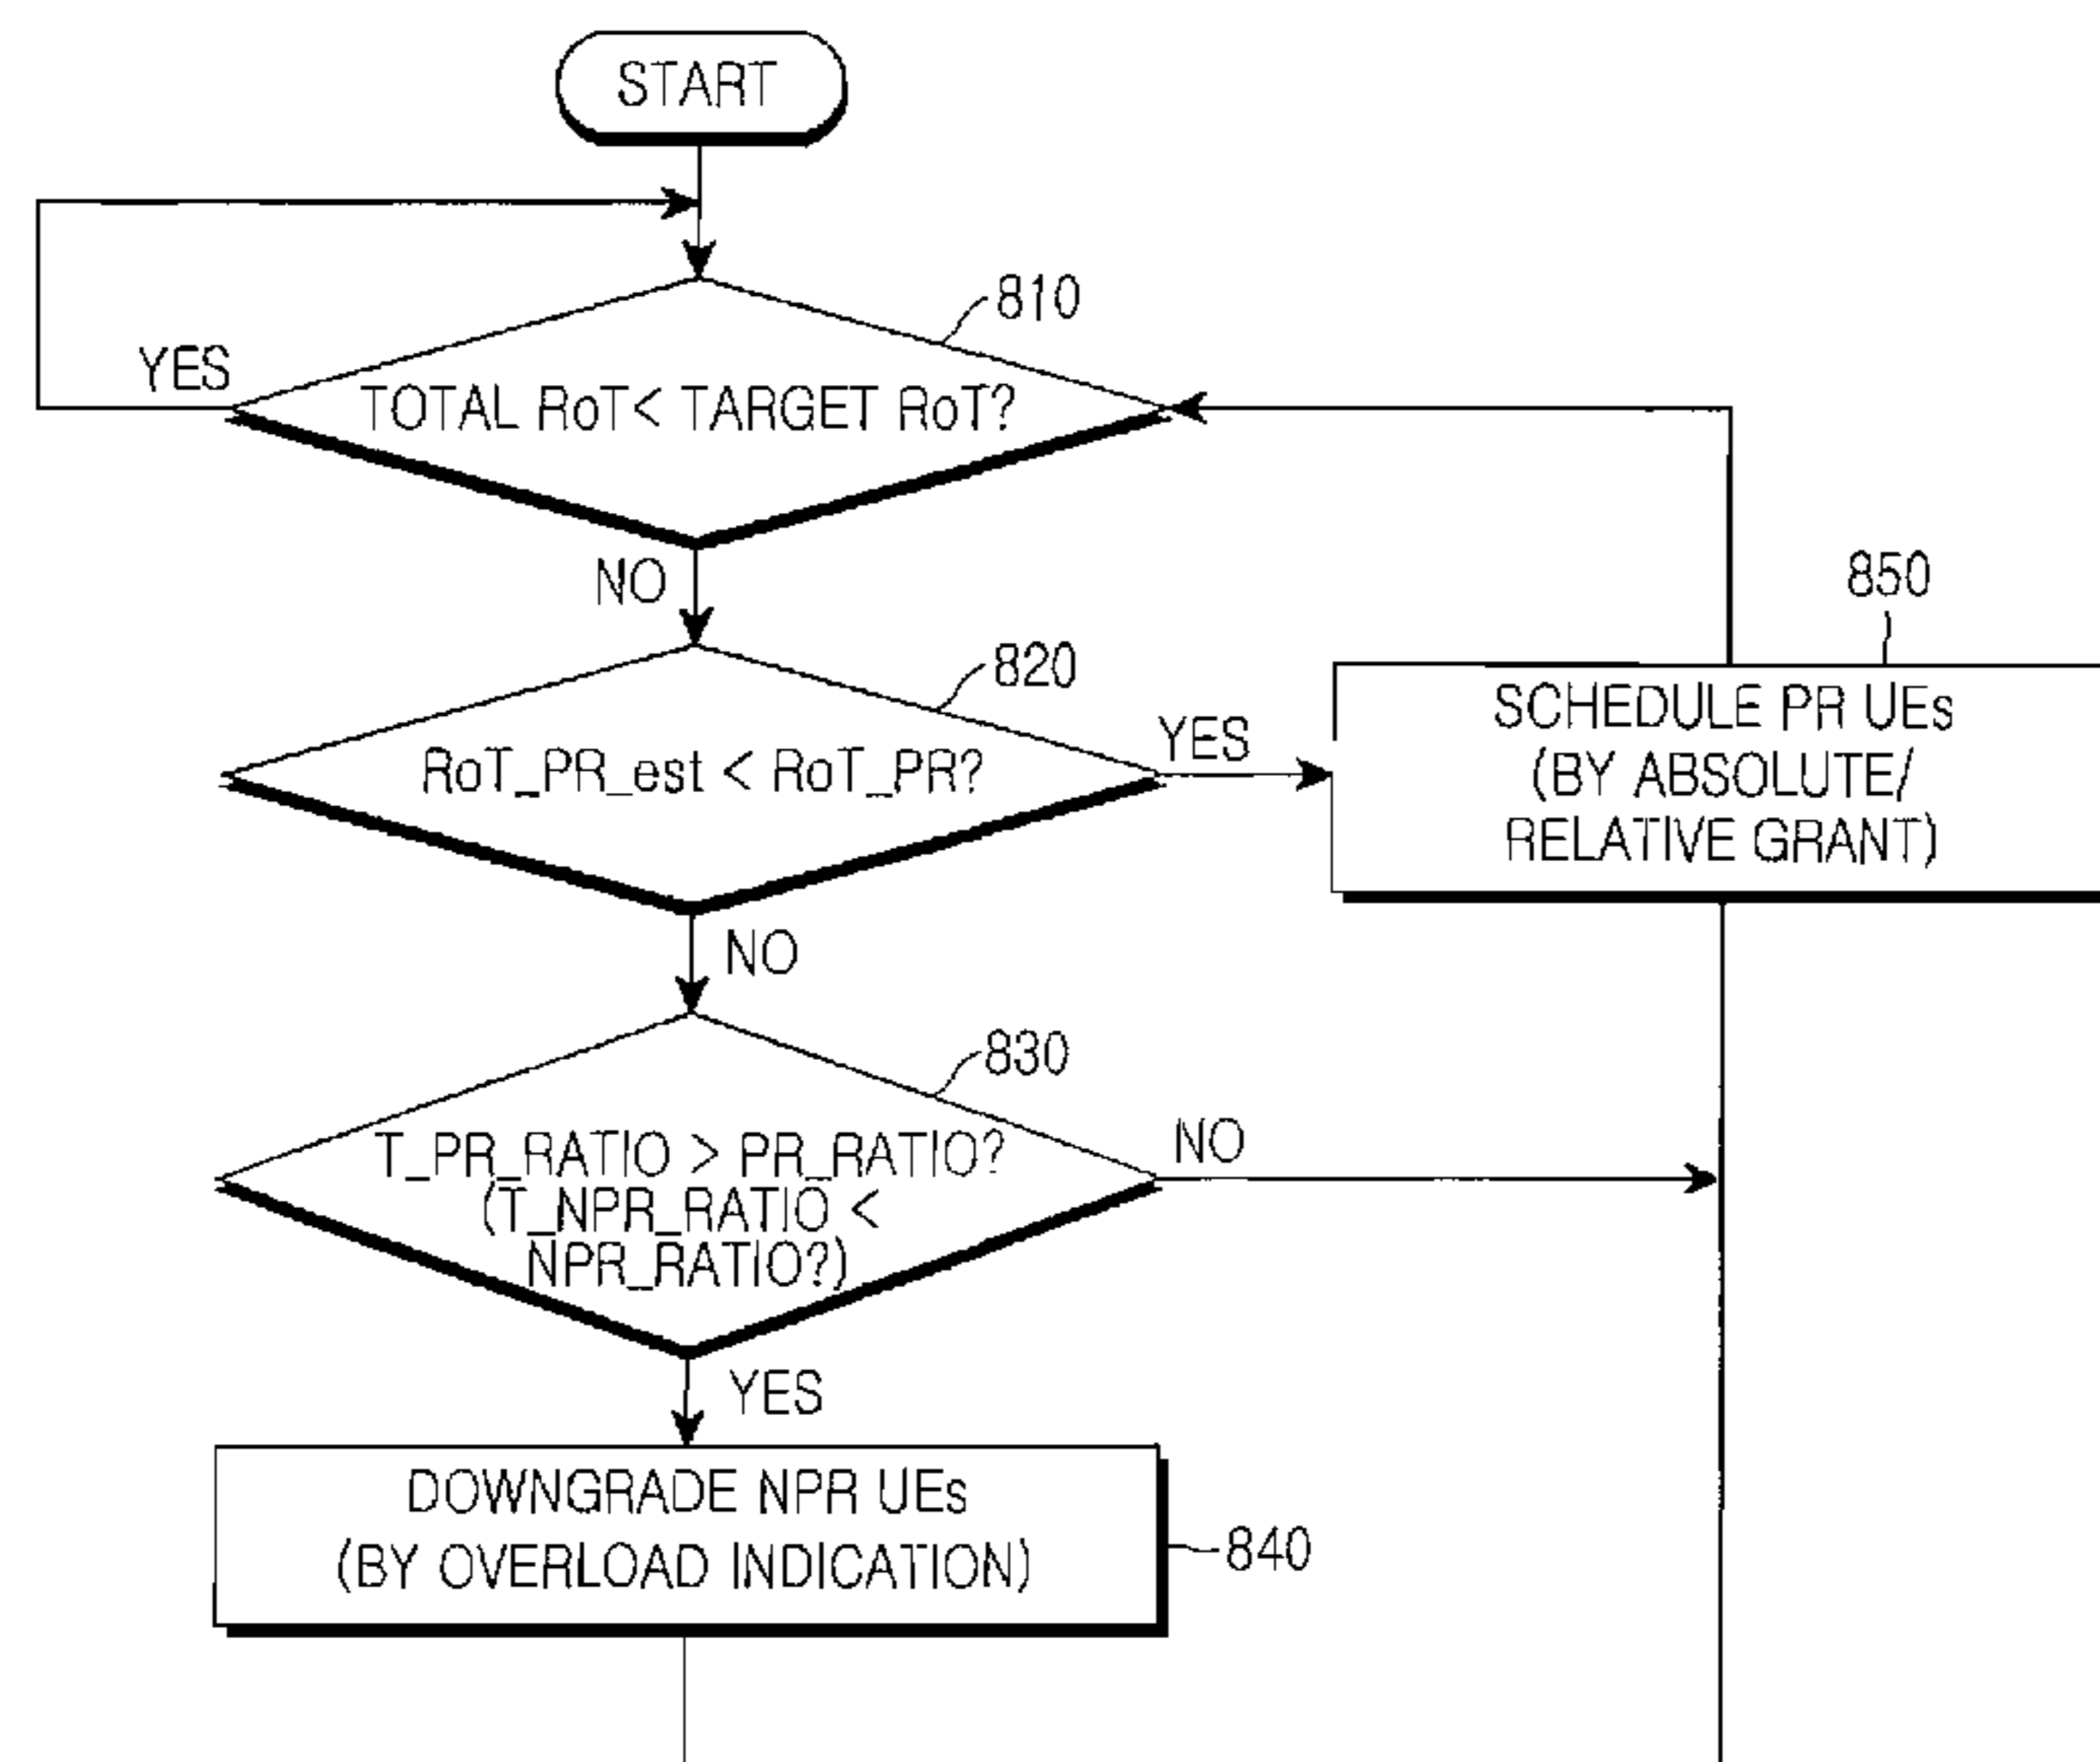 START
810
YES
TOTAL RoT< TARGET RoT?
NO
850
820
SCHEDULE PR UEs
(BY ABSOLUTE/
RELATIVE GRANT)
YES
RoT_PR_est < RoT_PR?
NO
830
NO
T_PR_RATIO > PR_RATIO?
(T_NPR_RATIO <
NPR_RATIO?)
YES
DOWNGRADE NPR UEs
(BY OVERLOAD INDICATION)
840